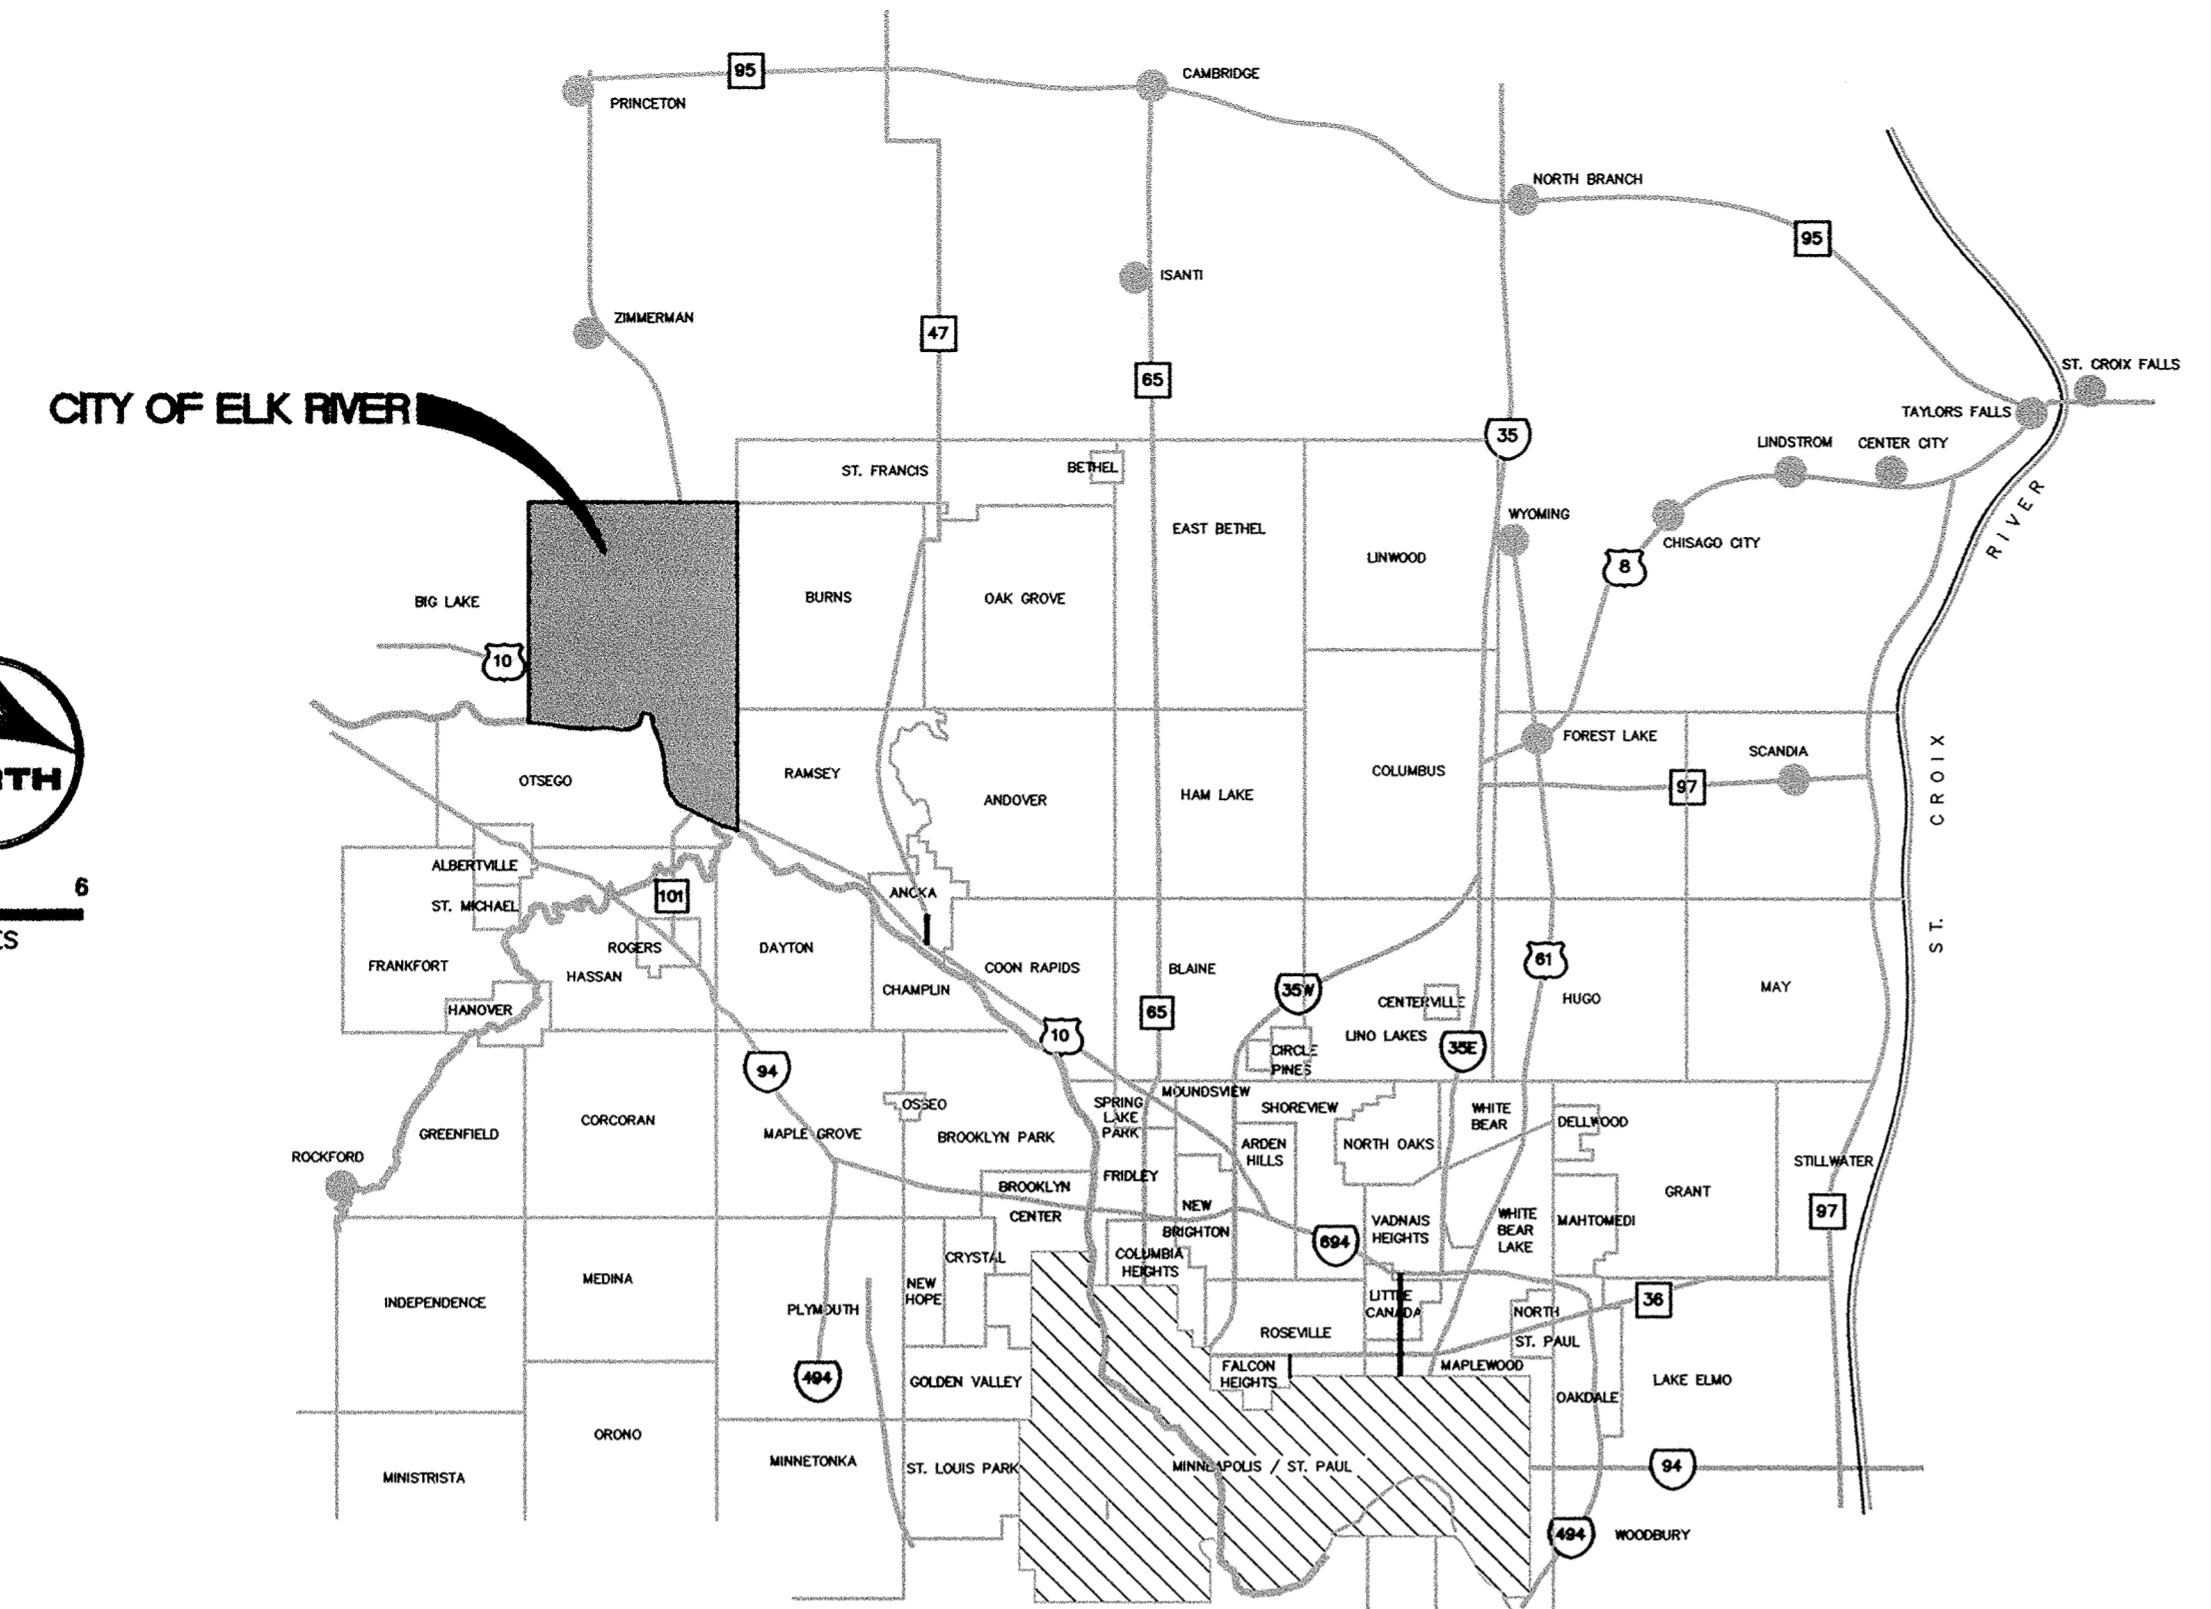 95
CAMBRIDGE
PRINCETON
NORTH BRANCH
95
ISANTI
ZIMMERMAN
47
65
ST. CROIX FALLS
CITY OF ELK RIVER
TAYLORS FALLS
35
LINDSTROM
CENTER CITY
ST. FRANCIS
BETHEL
WYOMING
RIVER
EAST BETHEL
CHISAGO CITY
LINWOOD
8
BIG LAKE
BURNS
OAK GROVE
10
FOREST LAKE
SCANDIA
OTSEGO
RAMSEY
COLUMBUS
ST. CROIX
97
ANDOVER
HAM LAKE
ALBERTVILLE
6
101
ANOKA
ST. MICHAEL
ROGERS
DAYTON
FRANKFORT
HASSAN
COON RAPIDS
BLAINE
61
CHAMPLIN
35W
CENTERVILLE
HUGO
MAY
HANOVER
65
10
LINO LAKES
35E
CIRCLE
PINES
94
MOUNDSVIEW
OSSEO
SPRING
LAKE
PARK
SHOREVIEW
WHITE
BEAR
CORCORAN
DELLWOOD
GREENFIELD
MAPLE GROVE
BROOKLYN PARK
ARDEN
HILLS
NORTH OAKS
ROCKFORD
STILLWATER
FRIDLEY
BROOKLYN
CENTER
GRANT
NEW
BRIGHTON
97
VADNAIS
HEIGHTS
WHITE
BEAR
LAKE
MAHTOMEDI
694
CRYSTAL
COLUMBIA
HEIGHTS
MEDINA
NEW
HOPE
INDEPENDENCE
PLYMOUTH
LITTLE
CANADA
36
NORTH
ST. PAUL
ROSEVILLE
FALCON
HEIGHTS
MAPLEWOOD
494
GOLDEN VALLEY
LAKE ELMO
OAKDALE
ORONO
MINNETONKA
ST. LOUIS PARK
MINNEAPOLIS / ST. PAUL
94
MINISTRISTA
494
WOODBURY